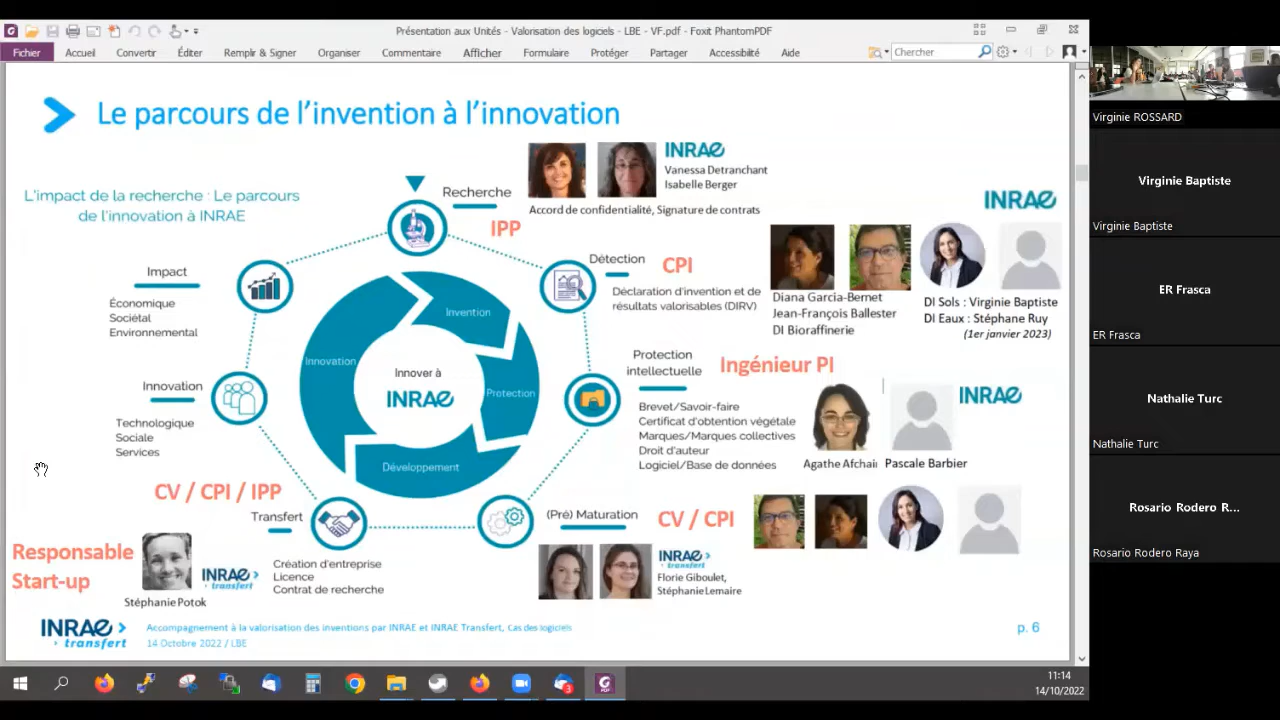 Présentation aux Unités - Valorisation des logiciels - LBE - VF.pdf - Foxit PhantomPDF
Fichier
Accueil
Convertir
Éditer
Remplir & Signer
Organiser
Commentaire
Afficher
Formulaire
Protéger
Partager
Accessibilité
Aide
Chercher
Le parcours de l’invention à l’innovation
L'impact de la recherche : Le parcours
de l'innovation à INRAE
Recherche
IPP
INRAE
Vanessa Detranchant
Isabelle Berger
Accord de confidentialité, Signature de contrats
INRAE
Détection
CPI
Déclaration d'invention et de
résultats valorisables (DIRV)
Diana Garcia-Bernet
Jean-François Ballester
DI Bioraffinerie
DI Sols : Virginie Baptiste
DI Eaux : Stéphane Ruy
(1er janvier 2023)
Protection
intellectuelle
Ingénieur PI
Brevet/Savoir-faire
Certificat d'obtention végétale
Marques/Marques collectives
Droit d'auteur
Logiciel/Base de données
INRAE
Agathe Afchai
Pascale Barbier
(Pré) Maturation
CV / CPI
INRAE
transfert
Florie Giboulet,
Stéphanie Lemaire
CV / CPI / IPP
Transfert
Création d'entreprise
Licence
Contrat de recherche
Responsable
Start-up
Stéphanie Potok
INRAE
transfert
Innovation
Technologique
Sociale
Services
Impact
Économique
Sociétal
Environnemental
Invention
Protection
Développement
Innovation
Innover à
INRAE
INRAE
transfert
Accompagnement à la valorisation des inventions par INRAE et INRAE Transfert, Cas des logiciels
14 Octobre 2022 / LBE
p. 6
3
PDF
11:14
14/10/2022
Virginie ROSSARD
Virginie Baptiste
Virginie Baptiste
ER Frasca
ER Frasca
Nathalie Turc
Nathalie Turc
Rosario Rodero R...
Rosario Rodero Raya